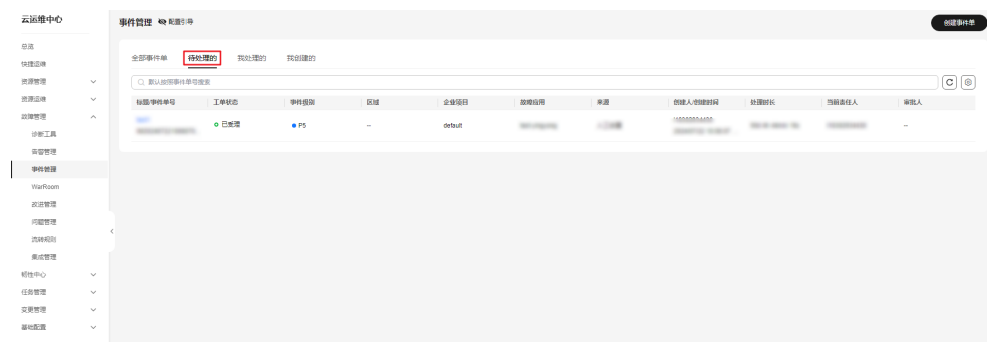 云运维中心
事件管理 配置引导
创建事件单
总览
快捷运维
资源管理
资源运维
故障管理
诊断工具
告警管理
事件管理
WarRoom
改进管理
问题管理
流转规则
集成管理
韧性中心
任务管理
变更管理
基础配置
全部事件单 待处理的 我处理的 我创建的
默认按照事件单号搜索
标题/事件单号 工单状态 事件级别 区域 企业项目 故障应用 来源 创建人/创建时间 处理时长 当前责任人 审批人
已受理 P5 -- default --